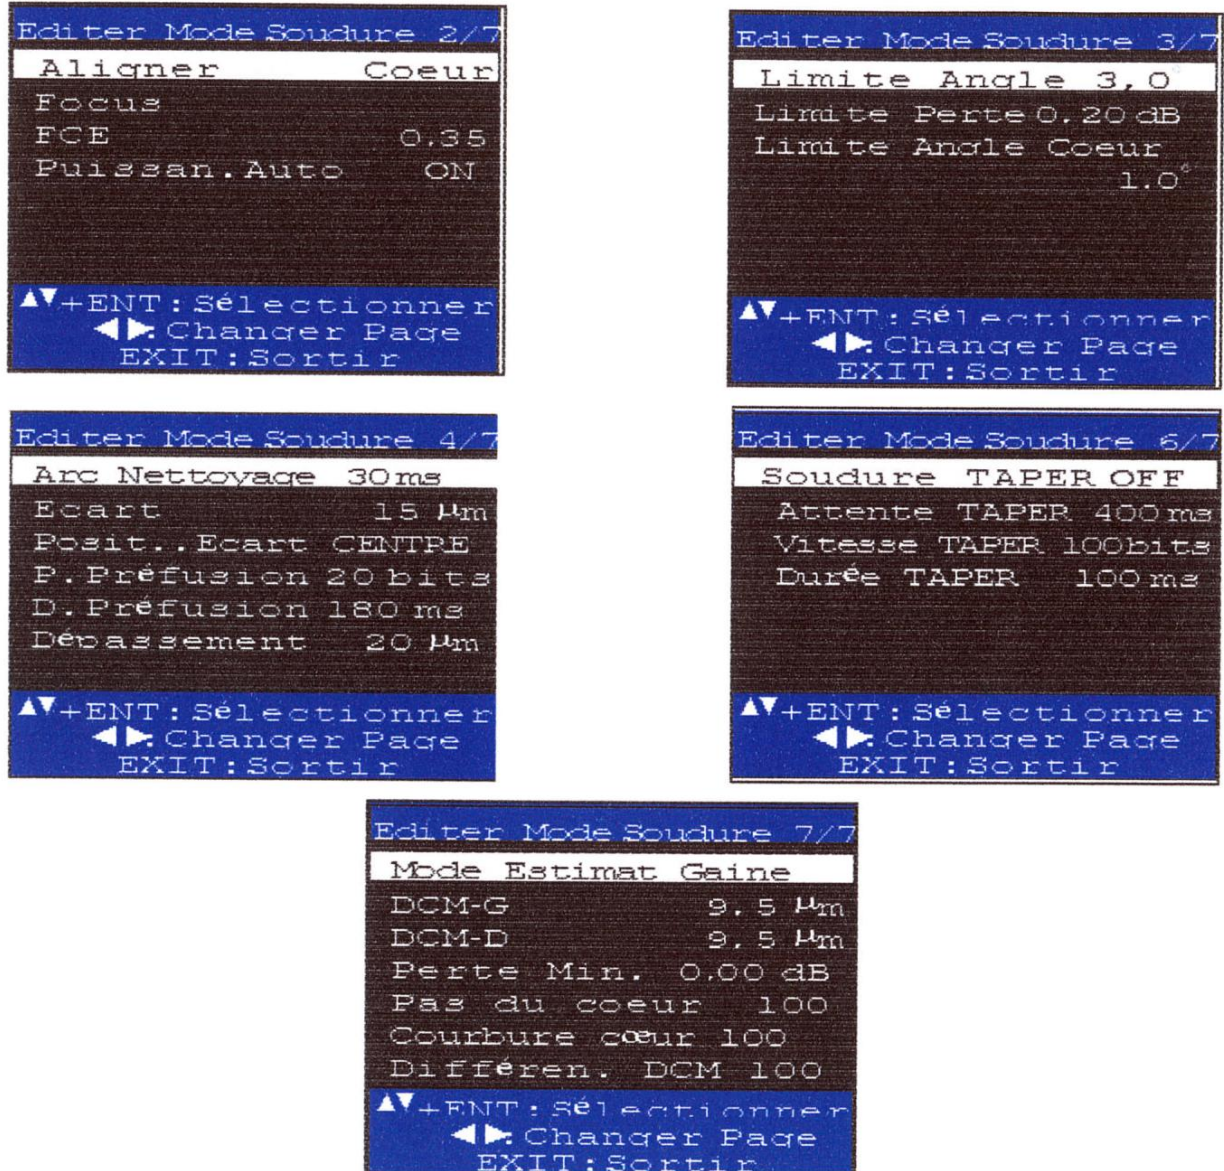 Editer Mode Soudure 2/7
Aligner Coeur
Focus
FCE 0.35
Puissan.Auto ON
▲▼+ENT:Sélectionner
◀▶:Changer Page
EXIT:Sortir
Editer Mode Soudure 3/7
Limite Angle 3,0°
Limite Perte 0.20 dB
Limite Angle Coeur
1.0°
▲▼+ENT:Sélectionner
◀▶:Changer Page
EXIT:Sortir
Editer Mode Soudure 4/7
Arc Nettoyage 30ms
Ecart 15 µm
Posit..Ecart CENTRE
P.Préfusion 20 bits
D.Préfusion 180 ms
Dépassement 20 µm
▲▼+ENT:Sélectionner
◀▶:Changer Page
EXIT:Sortir
Editer Mode Soudure 6/7
Soudure TAPER OFF
Attente TAPER 400 ms
Vitesse TAPER 100bits
Durée TAPER 100 ms
▲▼+ENT:Sélectionner
◀▶:Changer Page
EXIT:Sortir
Editer Mode Soudure 7/7
Mode Estimat Gaine
DCM-G 9.5 µm
DCM-D 9.5 µm
Perte Min. 0.00 dB
Pas du coeur 100
Courbure cœur 100
Différen. DCM 100
▲▼+ENT:Sélectionner
◀▶:Changer Page
EXIT:Sortir